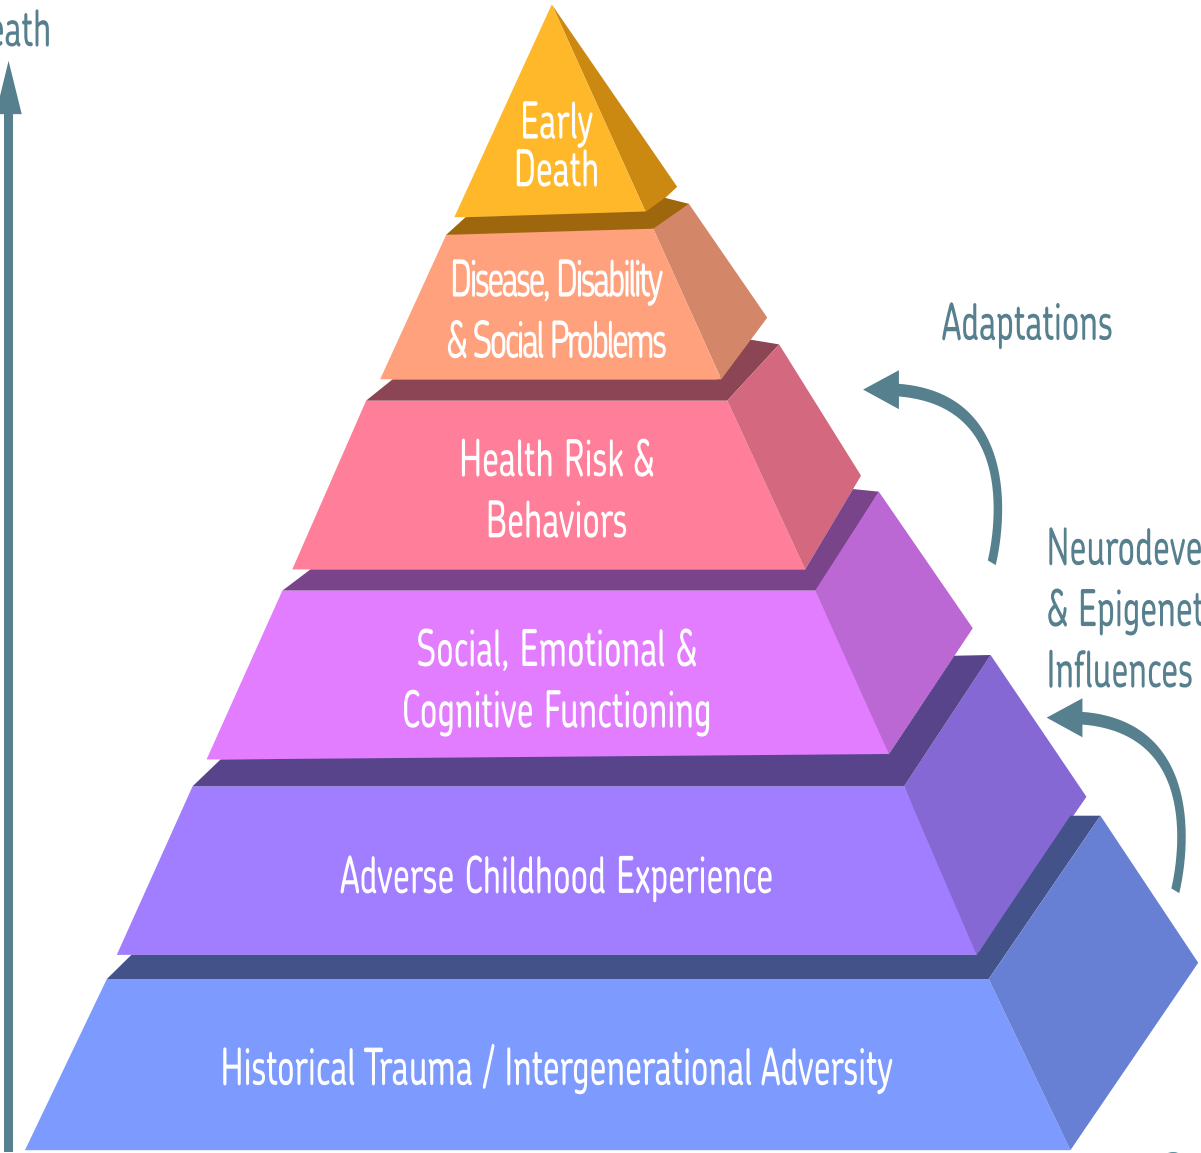 Early
Death
Disease, Disability
& Social Problems
Adaptations
Health Risk &
Behaviors
Neurodeve
& Epigenet
Influences
Social, Emotional &
Cognitive Functioning
Adverse Childhood Experience
Historical Trauma / Intergenerational Adversity